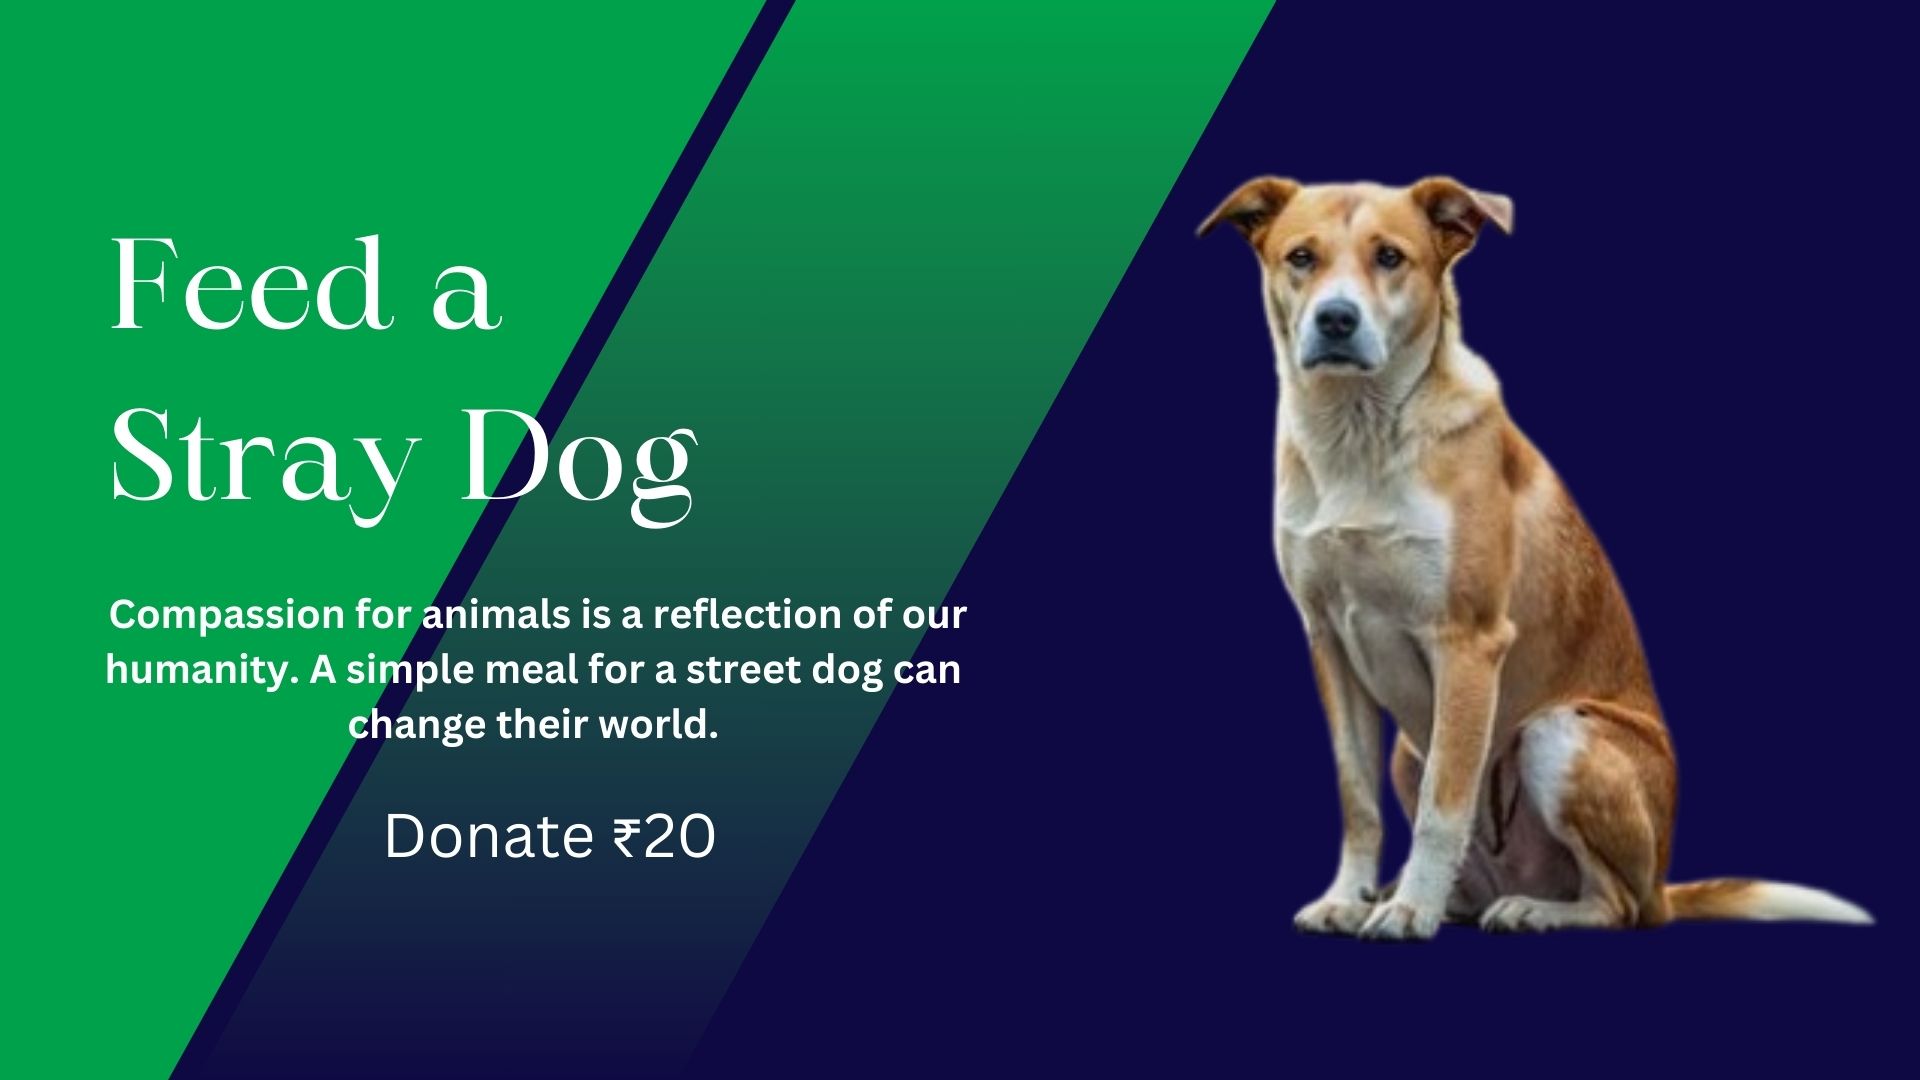 Feed a
Stray Dog
Compassion for animals is a reflection of our
humanity. A simple meal for a street dog can
change their world.
Donate ₹20